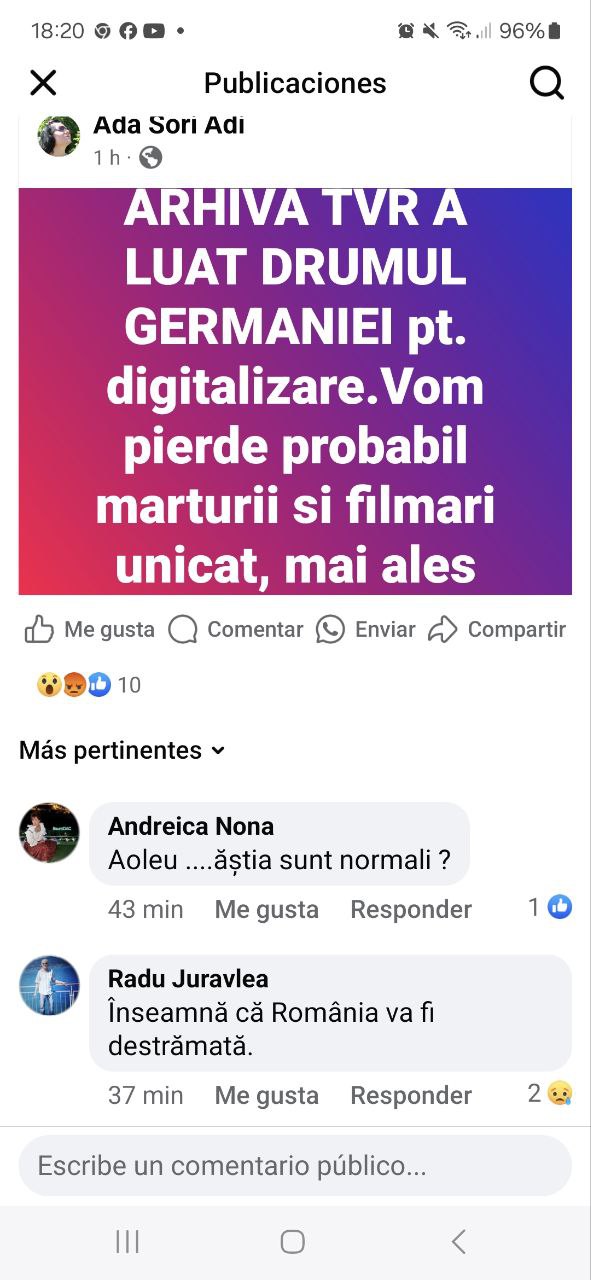 18:20
96%
Publicaciones
Ada Sori Adi
1 h ·
ARHIVA TVR A
LUAT DRUMUL
GERMANIEI pt.
digitalizare.Vom
pierde probabil
marturii si filmari
unicat, mai ales
Me gusta Comentar Enviar Compartir
10
Más pertinentes
Andreica Nona
Aoleu ....ăștia sunt normali ?
43 min Me gusta Responder 1
Radu Juravlea
Înseamnă că România va fi
destrămată.
37 min Me gusta Responder 2
Escribe un comentario público...